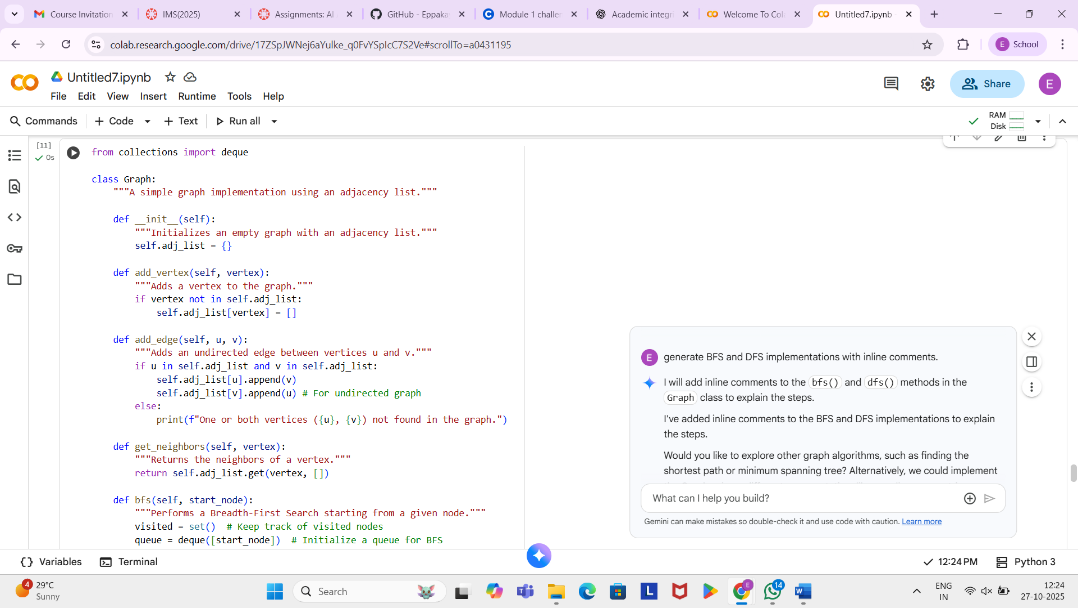 Course Invitation
IMS(2025)
Assignments: AI
GitHub - Eppaka
Module 1 challen
Academic integri
Welcome To Cola
Untitled7.ipynb
colab.research.google.com/drive/17ZSpJWNej6aYulke_q0FvYSpIcC7S2Ve#scrollTo=a0431195
E School
Untitled7.ipynb
File Edit View Insert Runtime Tools Help
Share
E
Commands + Code + Text Run all
RAM
Disk
[11]
0s
from collections import deque
class Graph:
"""A simple graph implementation using an adjacency list."""
def __init__(self):
"""Initializes an empty graph with an adjacency list."""
self.adj_list = {}
def add_vertex(self, vertex):
"""Adds a vertex to the graph."""
if vertex not in self.adj_list:
self.adj_list[vertex] = []
def add_edge(self, u, v):
"""Adds an undirected edge between vertices u and v."""
if u in self.adj_list and v in self.adj_list:
self.adj_list[u].append(v)
self.adj_list[v].append(u) # For undirected graph
else:
print(f"One or both vertices ({u}, {v}) not found in the graph.")
def get_neighbors(self, vertex):
"""Returns the neighbors of a vertex."""
return self.adj_list.get(vertex, [])
def bfs(self, start_node):
"""Performs a Breadth-First Search starting from a given node."""
visited = set() # Keep track of visited nodes
queue = deque([start_node]) # Initialize a queue for BFS
E generate BFS and DFS implementations with inline comments.
I will add inline comments to the bfs() and dfs() methods in the
Graph class to explain the steps.
I've added inline comments to the BFS and DFS implementations to explain
the steps.
Would you like to explore other graph algorithms, such as finding the
shortest path or minimum spanning tree? Alternatively, we could implement
What can I help you build?
Gemini can make mistakes so double-check it and use code with caution. Learn more
{} Variables Terminal
12:24 PM Python 3
4
29°C
Sunny
Search
L
E
14
ENG
IN
12:24
27-10-2025